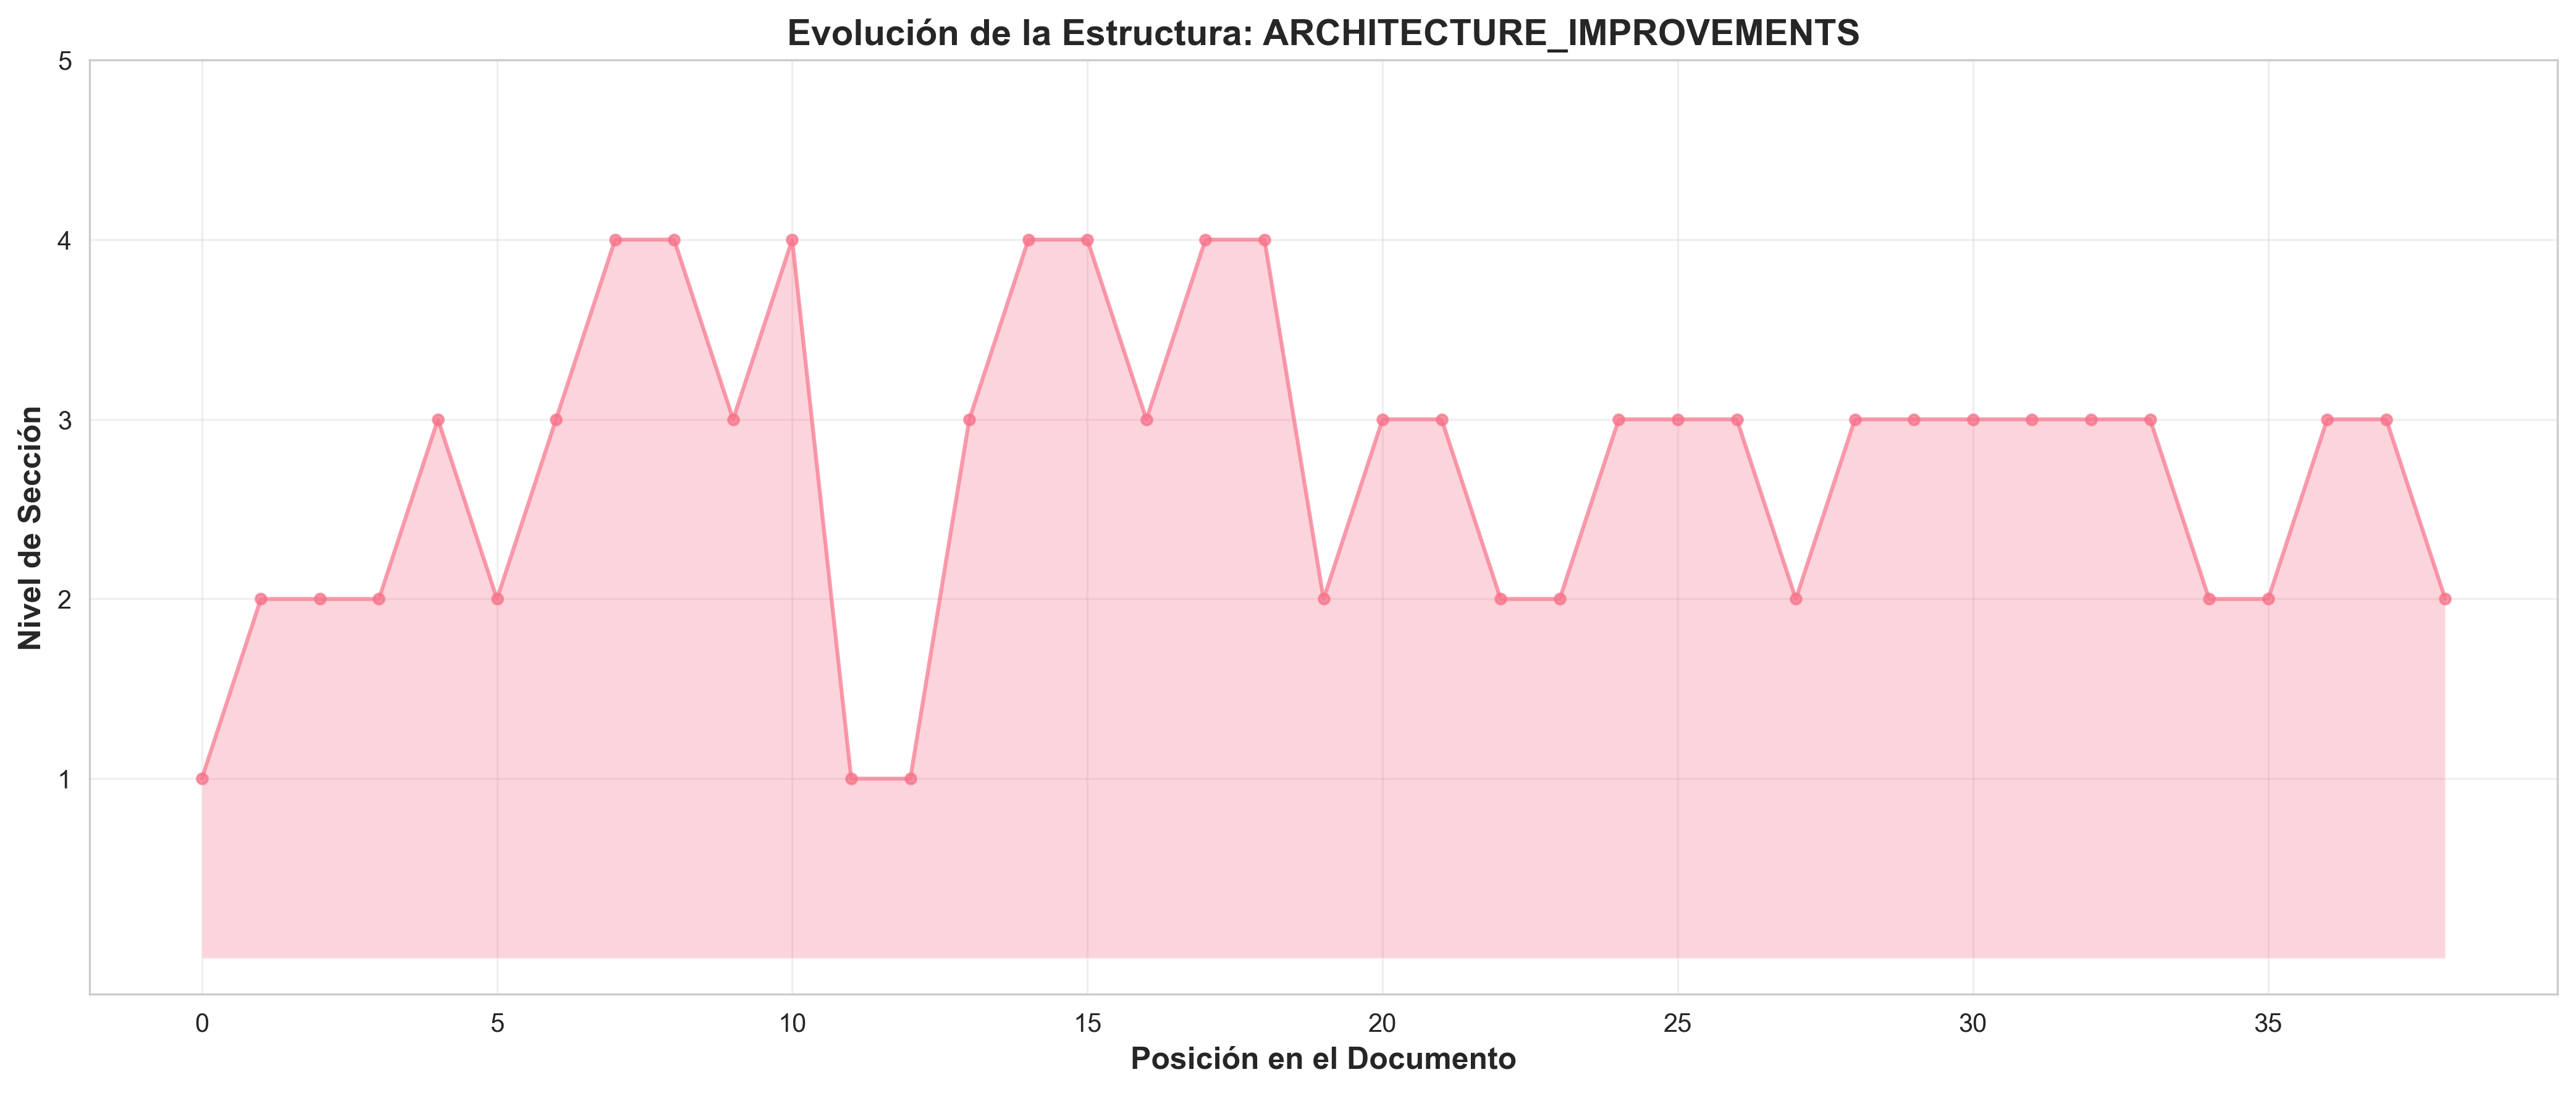 Evolución de la Estructura: ARCHITECTURE_IMPROVEMENTS
5
4
3
2
1
Nivel de Sección
0 5 10 15 20 25 30 35
Posición en el Documento